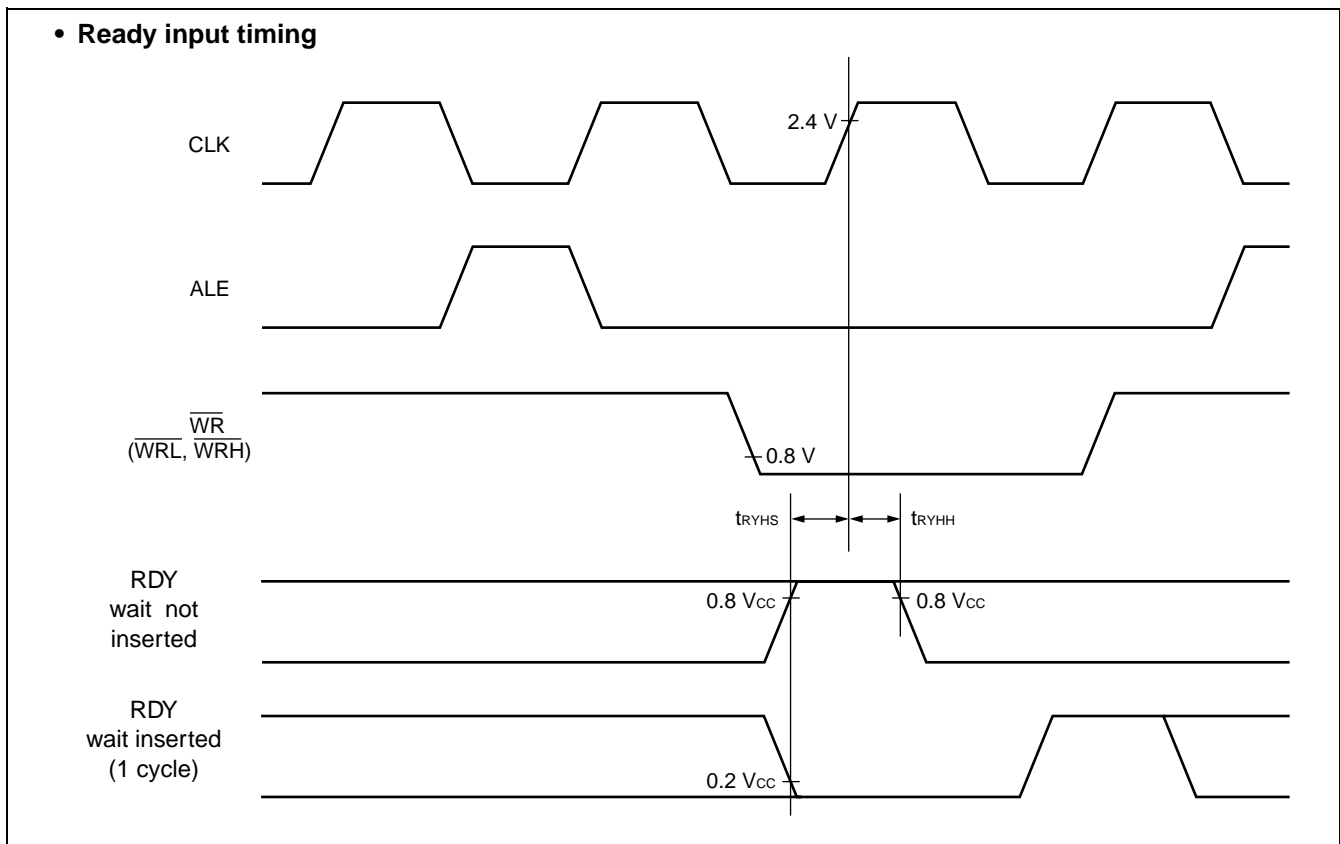 • Ready input timing
CLK
2.4 V
ALE
WR
(WRL, WRH)
0.8 V
tRYHS
tRYHH
RDY
wait not
inserted
0.8 VCC
0.8 VCC
RDY
wait inserted
(1 cycle)
0.2 VCC